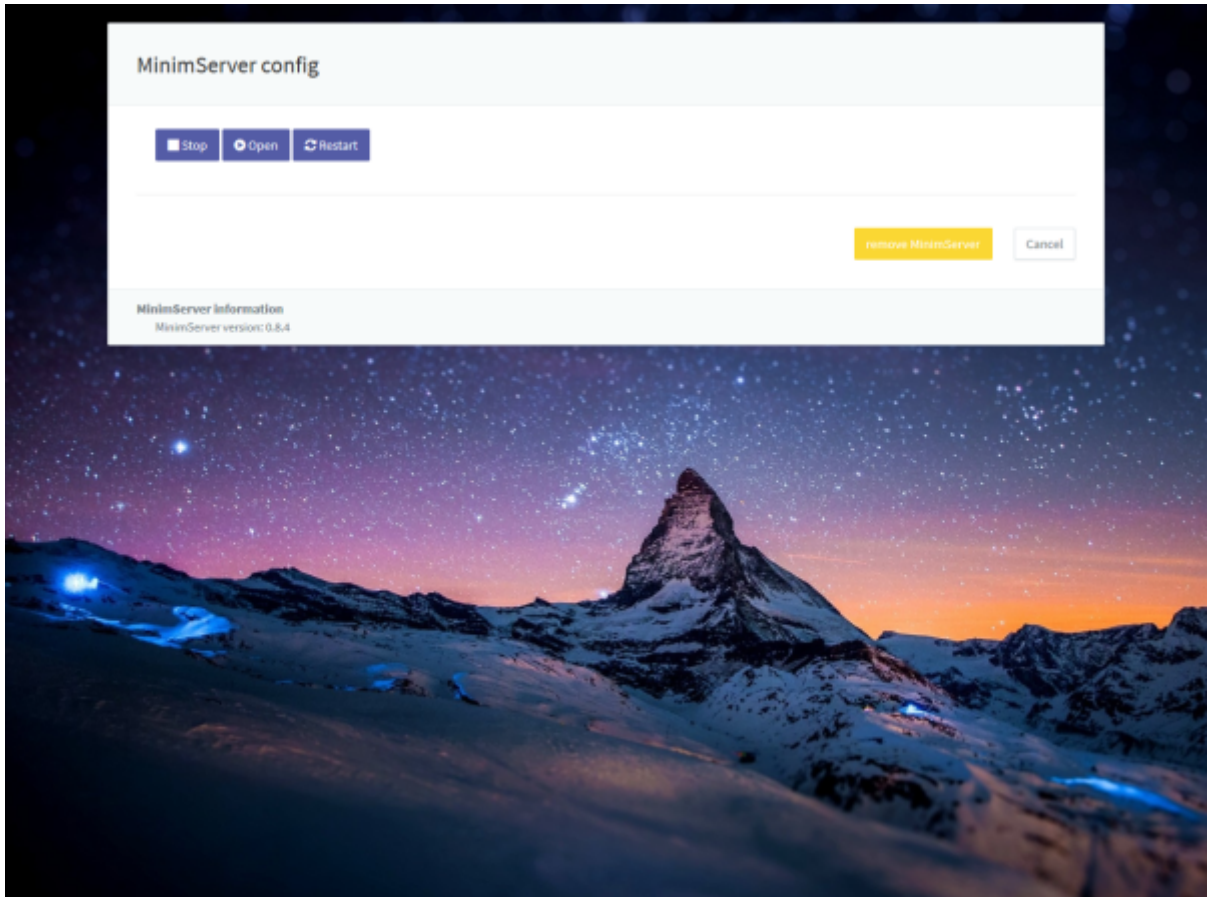 MinimServer config
Stop Open Restart
remove MinimServer Cancel
MinimServer information
MinimServer version: 0.8.4